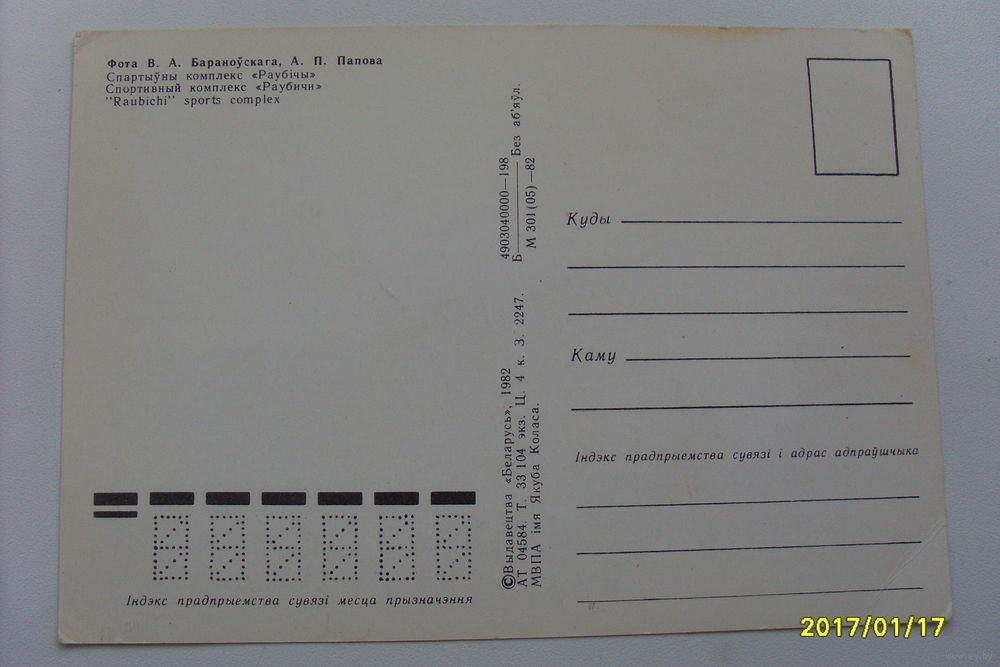 Фота В. А. Бараноўскага, А. П. Папова
Спартыўны комплекс «Раубічы»
Спортивный комплекс «Раубичи»
"Raubichi" sports complex
4903040000—198
Б———Без аб'яўл.
М 301(05)—82
©Выдавецтва «Беларусь», 1982
АТ 04584. Т. 33 104 экз. Ц. 4 к. З. 2247.
МВПА імя Якуба Коласа.
Куды
Каму
Індэкс прадпрыемства сувязі і адрас адпраўшчыка
Індэкс прадпрыемства сувязі месца прызначэння
2017/01/17